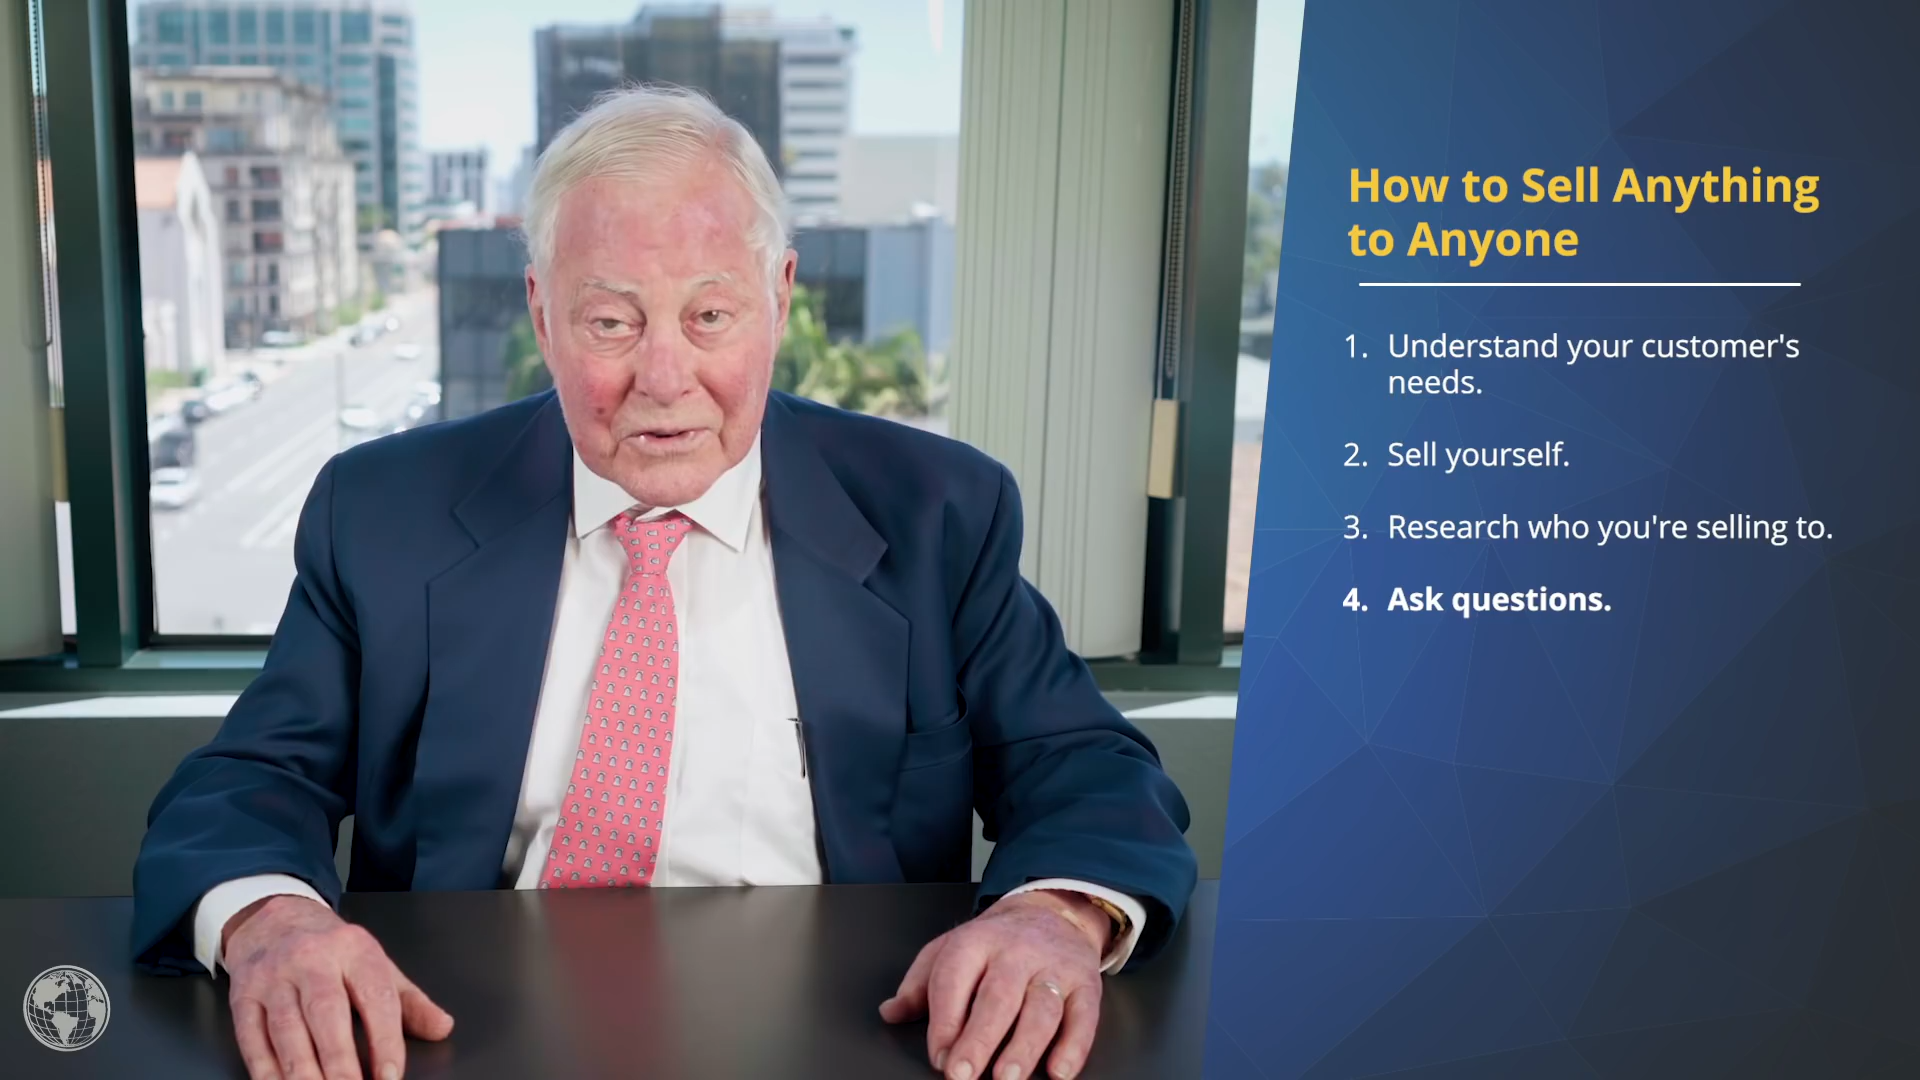 How to Sell Anything
to Anyone
1. Understand your customer's
needs.
2. Sell yourself.
3. Research who you're selling to.
4. Ask questions.